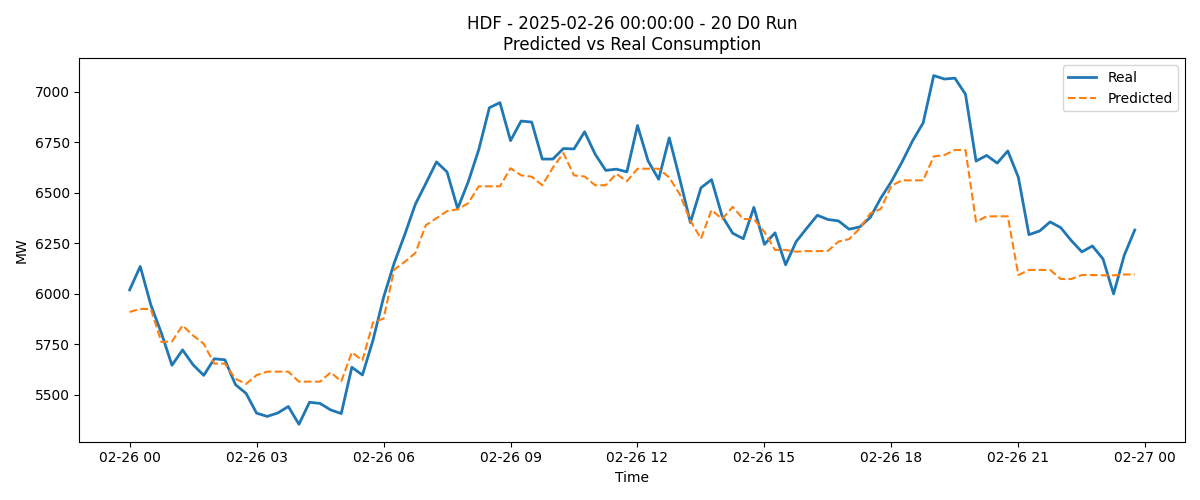 HDF - 2025-02-26 00:00:00 - 20 D0 Run
Predicted vs Real Consumption
Real
Predicted
MW
7000
6750
6500
6250
6000
5750
5500
02-26 00
02-26 03
02-26 06
02-26 09
02-26 12
02-26 15
02-26 18
02-26 21
02-27 00
Time